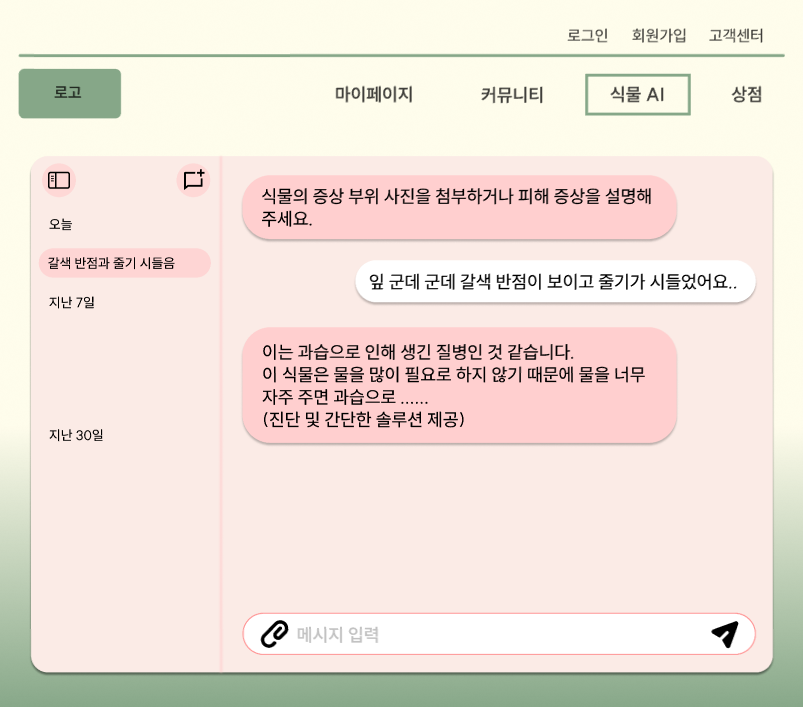 로그인 회원가입 고객센터
로고 마이페이지 커뮤니티 식물 AI 상점
오늘
갈색 반점과 줄기 시들음
지난 7일
지난 30일
식물의 증상 부위 사진을 첨부하거나 피해 증상을 설명해
주세요.
잎 군데 군데 갈색 반점이 보이고 줄기가 시들었어요..
이는 과습으로 인해 생긴 질병인 것 같습니다.
이 식물은 물을 많이 필요로 하지 않기 때문에 물을 너무
자주 주면 과습으로 ......
(진단 및 간단한 솔루션 제공)
메시지 입력